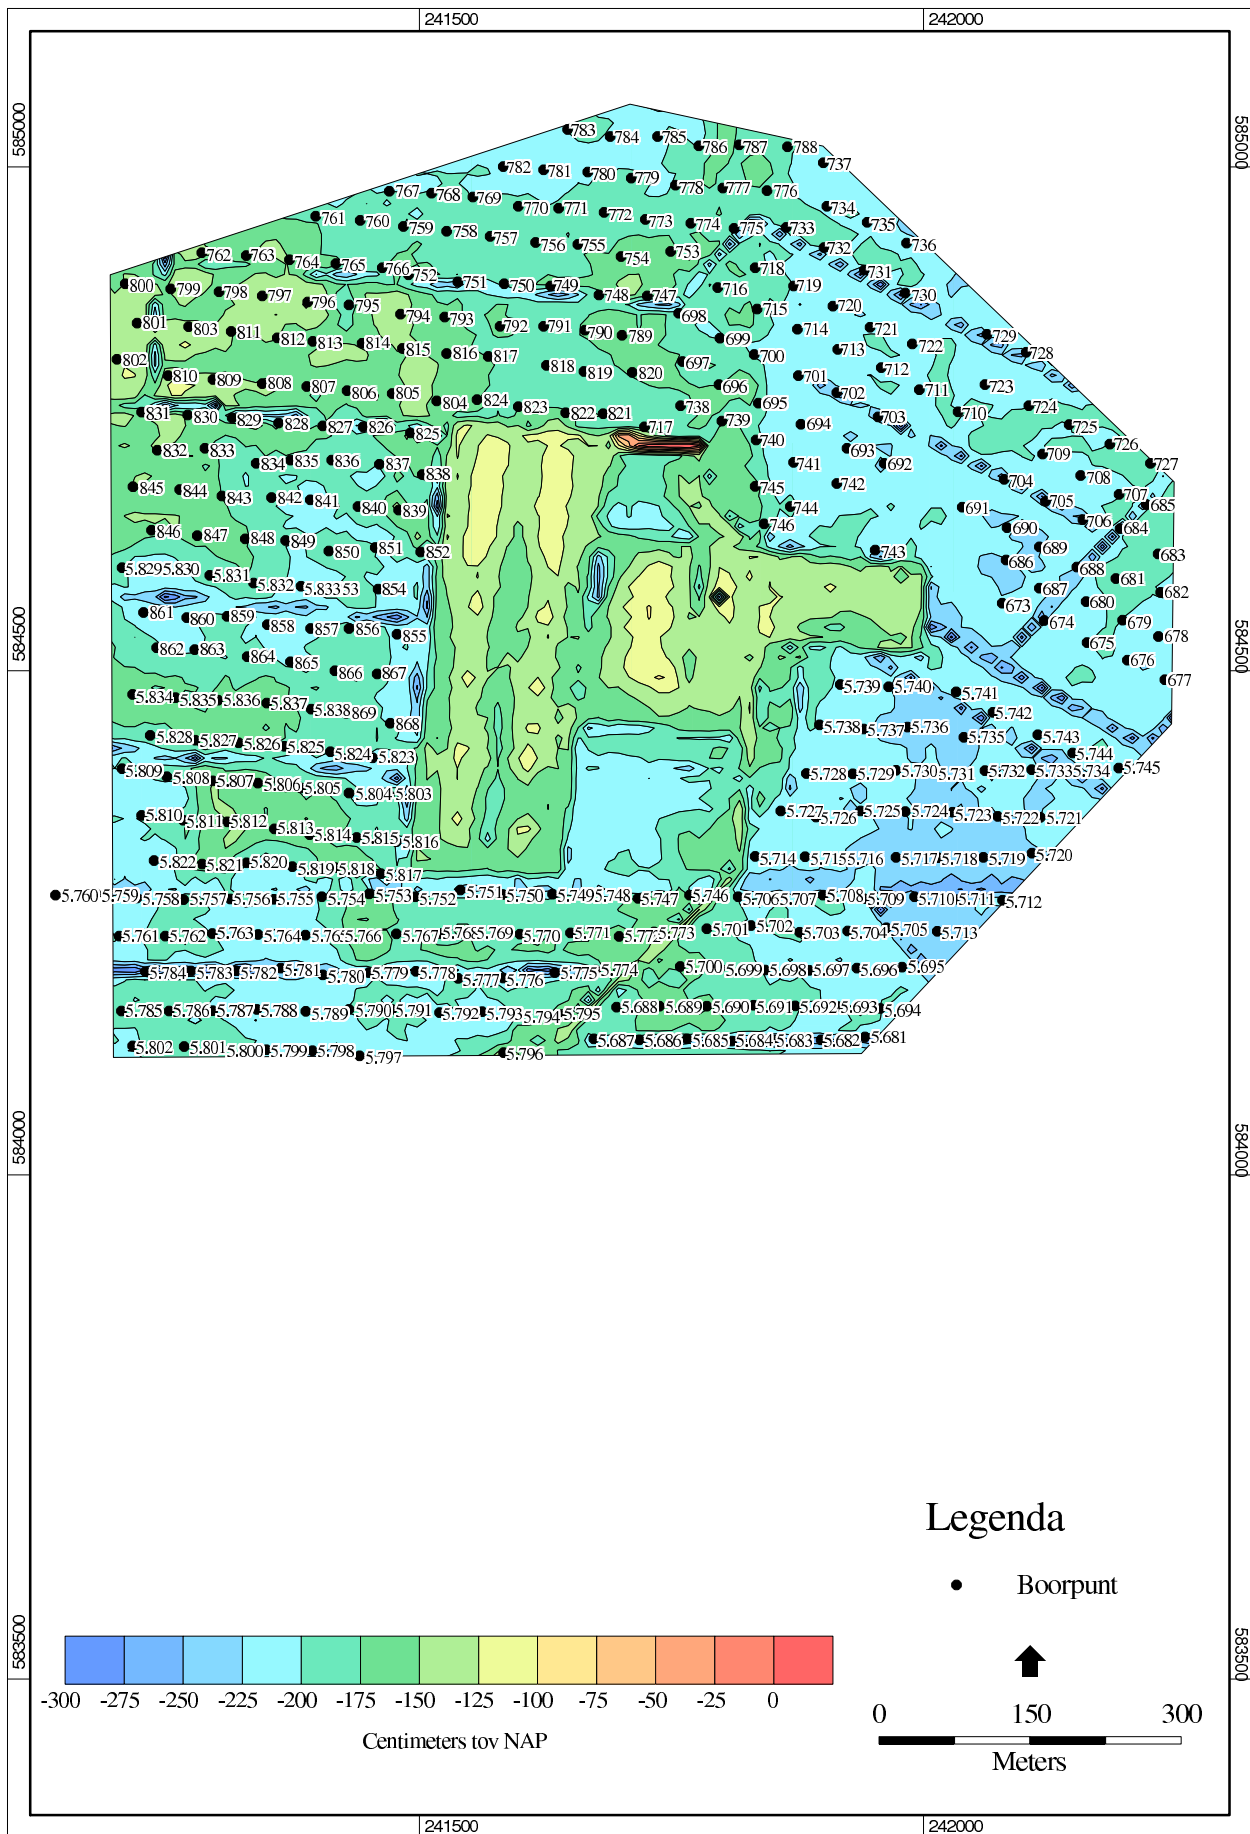 241500 242000
585000 585000
783
784 785
786 787 788
737
782 781 780 779
778 777 776
767 768 769
770 771 772 773 774 775 733 734 735 736
761 760 759 758 757 756 755 754 753 732
762 763 764 765 766 752 751 750 749 748 747 718 719 731 730
800 799 798 797 796 795 794 793 792 791 790 789 698 716 715 720 721 722 729 728
801 803 811 812 813 814 815 816 817 818 819 820 697 699 700 714 713 712 711 723
802 810 809 808 807 806 805 804 824 823 822 821 738 696 695 701 702 703 710 724 725 726 727
831 830 829 828 827 826 825 717 739 740 694 693 692 709 708 707 685
832 833 834 835 836 837 838 741 742 704 705 706 684
845 844 843 842 841 840 839 745 744 746 691 690 689 688 683
846 847 848 849 850 851 852 743 686 687 681 682
5.829 5.830 5.831 5.832 5.833 53 854 673 680
861 860 859 858 857 856 855 674 679 678
862 863 864 865 866 867 675 676 677
584500 584500
5.834 5.835 5.836 5.837 5.838 869 868 5.739 5.740 5.741 5.742
5.828 5.827 5.826 5.825 5.824 5.823 5.738 5.737 5.736 5.735 5.743 5.744
5.809 5.808 5.807 5.806 5.805 5.804 5.803 5.728 5.729 5.730 5.731 5.732 5.733 5.734 5.745
5.810 5.811 5.812 5.813 5.814 5.815 5.816 5.727 5.726 5.725 5.724 5.723 5.722 5.721
5.822 5.821 5.820 5.819 5.818 5.817 5.714 5.715 5.716 5.717 5.718 5.719 5.720
5.760 5.759 5.758 5.757 5.756 5.755 5.754 5.753 5.752 5.751 5.750 5.749 5.748 5.747 5.746 5.706 5.707 5.708 5.709 5.710 5.711 5.712
5.761 5.762 5.763 5.764 5.765 5.766 5.767 5.768 5.769 5.770 5.771 5.772 5.773 5.701 5.702 5.703 5.704 5.705 5.713
5.784 5.783 5.782 5.781 5.780 5.779 5.778 5.777 5.776 5.775 5.774 5.700 5.699 5.698 5.697 5.696 5.695
5.785 5.786 5.787 5.788 5.789 5.790 5.791 5.792 5.793 5.794 5.795 5.688 5.689 5.690 5.691 5.692 5.693 5.694
5.802 5.801 5.800 5.799 5.798 5.797 5.796 5.687 5.686 5.685 5.684 5.683 5.682 5.681
584000 584000
Legenda
Boorpunt
583500 583500
-300 -275 -250 -225 -200 -175 -150 -125 -100 -75 -50 -25 0
Centimeters tov NAP
0 150 300
Meters
241500 242000